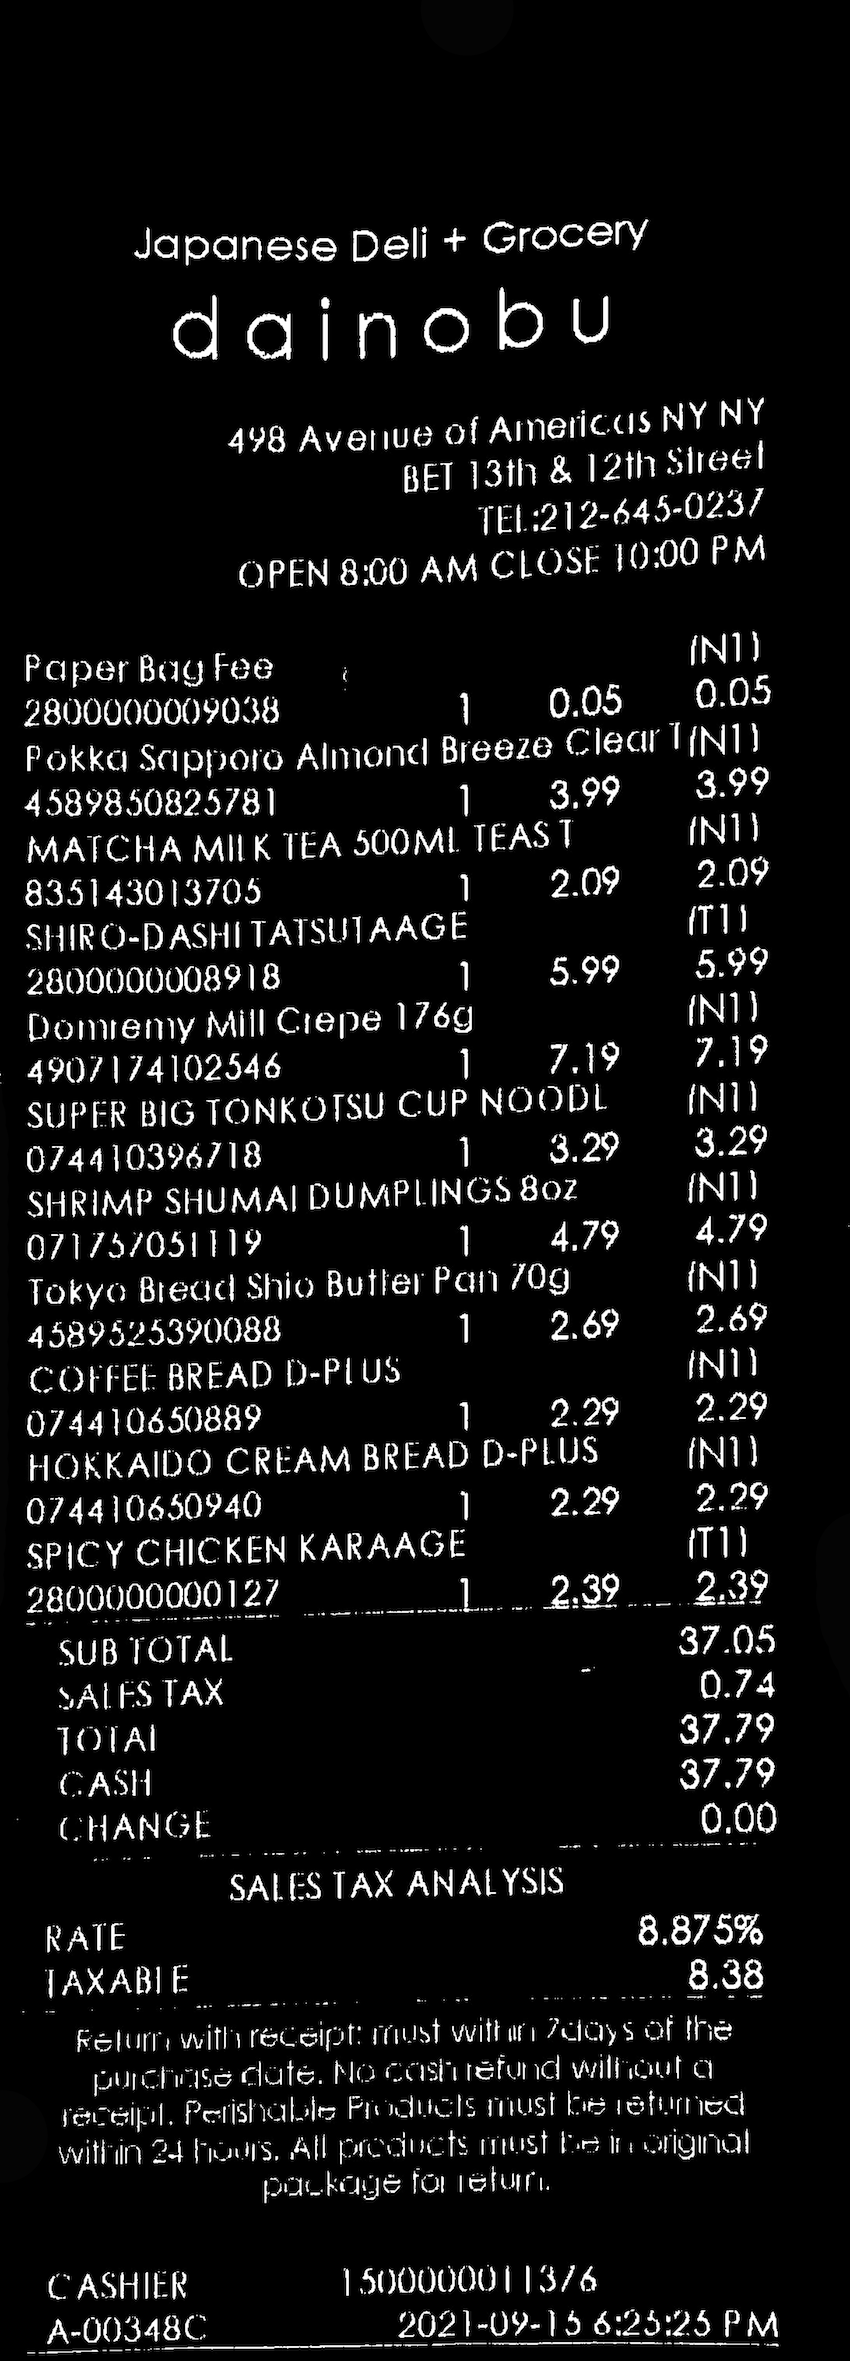 Japanese Deli + Grocery
dainobu
498 Avenue of Americas NY NY
BET 13th & 12th Street
TEL:212-645-0237
OPEN 8:00 AM CLOSE 10:00 PM
Paper Bag Fee (N1)
2800000009038 1 0.05 0.05
Pokka Sapporo Almond Breeze Clear T(N1)
4589850825781 1 3.99 3.99
MATCHA MILK TEA 500ML TEAS T (N1)
835143013705 1 2.09 2.09
SHIRO-DASHI TATSUTAAGE (T1)
2800000008918 1 5.99 5.99
Domremy Mill Crepe 176g (N1)
4907174102546 1 7.19 7.19
SUPER BIG TONKOTSU CUP NOODL (N1)
074410396718 1 3.29 3.29
SHRIMP SHUMAI DUMPLINGS 8oz (N1)
071757051119 1 4.79 4.79
Tokyo Bread Shio Butter Pan 70g (N1)
4589525390088 1 2.69 2.69
COFFEE BREAD D-PLUS (N1)
074410650889 1 2.29 2.29
HOKKAIDO CREAM BREAD D-PLUS (N1)
074410650940 1 2.29 2.29
SPICY CHICKEN KARAAGE (T1)
2800000000127 1 2.39 2.39
SUB TOTAL 37.05
SALES TAX 0.74
TOTAL 37.79
CASH 37.79
CHANGE 0.00
SALES TAX ANALYSIS
RATE 8.875%
TAXABLE 8.38
Return with receipt: must within 7days of the
purchase date. No cash refund without a
receipt. Perishable Products must be returned
within 24 hours. All products must be in original
package for return.
CASHIER 1500000011376
A-00348C 2021-09-15 6:25:25 PM